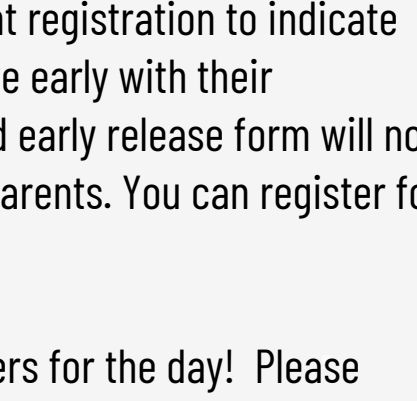 at registration to indicate
e early with their
d early release form will no
arents. You can register fo
ers for the day!  Please